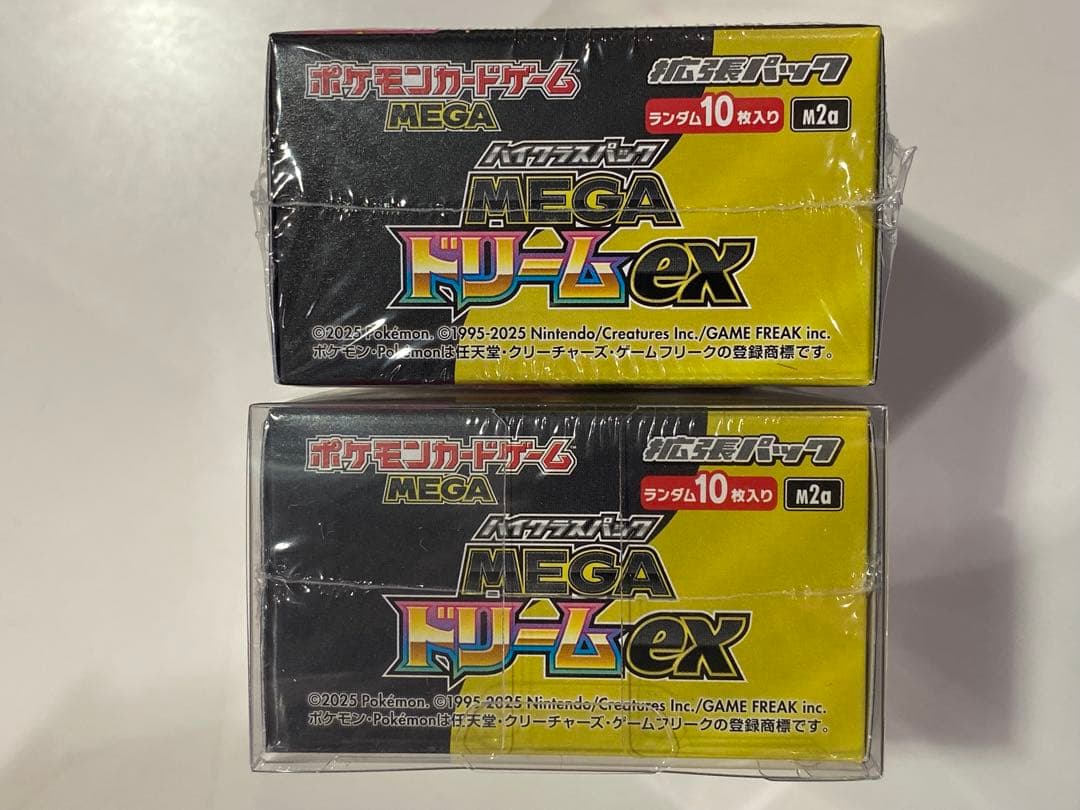 ポケモンカードゲーム
MEGA
拡張パック
ランダム10枚入り
M2a
ハイクラスパック
MEGA
ドリームex
©2025 Pokémon. ©1995-2025 Nintendo/Creatures Inc./GAME FREAK inc.
ポケモン・Pokémonは任天堂・クリーチャーズ・ゲームフリークの登録商標です。
ポケモンカードゲーム
MEGA
拡張パック
ランダム10枚入り
M2a
ハイクラスパック
MEGA
ドリームex
©2025 Pokémon. ©1995-2025 Nintendo/Creatures Inc./GAME FREAK inc.
ポケモン・Pokémonは任天堂・クリーチャーズ・ゲームフリークの登録商標です。